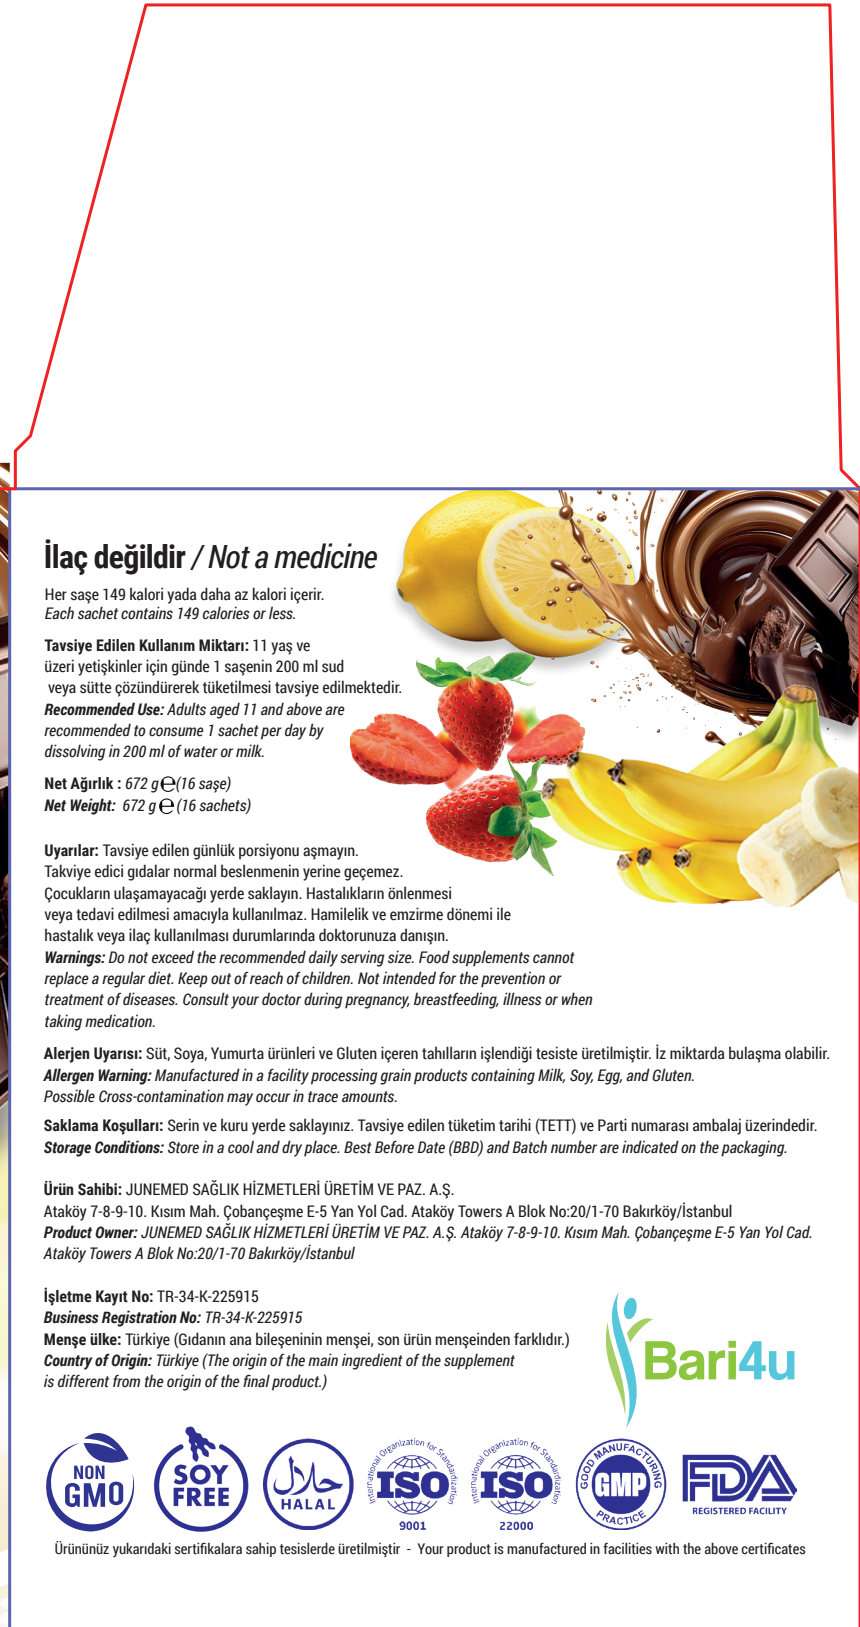 İlaç değildir / Not a medicine
Her saşe 149 kalori yada daha az kalori içerir.
Each sachet contains 149 calories or less.
Tavsiye Edilen Kullanım Miktarı: 11 yaş ve
üzeri yetişkinler için günde 1 saşenin 200 ml sud
veya sütte çözündürerek tüketilmesi tavsiye edilmektedir.
Recommended Use: Adults aged 11 and above are
recommended to consume 1 sachet per day by
dissolving in 200 ml of water or milk.
Net Ağırlık : 672 g ℮ (16 saşe)
Net Weight: 672 g ℮ (16 sachets)
Uyarılar: Tavsiye edilen günlük porsiyonu aşmayın.
Takviye edici gıdalar normal beslenmenin yerine geçemez.
Çocukların ulaşamayacağı yerde saklayın. Hastalıkların önlenmesi
veya tedavi edilmesi amacıyla kullanılmaz. Hamilelik ve emzirme dönemi ile
hastalık veya ilaç kullanılması durumlarında doktorunuza danışın.
Warnings: Do not exceed the recommended daily serving size. Food supplements cannot
replace a regular diet. Keep out of reach of children. Not intended for the prevention or
treatment of diseases. Consult your doctor during pregnancy, breastfeeding, illness or when
taking medication.
Alerjen Uyarısı: Süt, Soya, Yumurta ürünleri ve Gluten içeren tahılların işlendiği tesiste üretilmiştir. İz miktarda bulaşma olabilir.
Allergen Warning: Manufactured in a facility processing grain products containing Milk, Soy, Egg, and Gluten.
Possible Cross-contamination may occur in trace amounts.
Saklama Koşulları: Serin ve kuru yerde saklayınız. Tavsiye edilen tüketim tarihi (TETT) ve Parti numarası ambalaj üzerindedir.
Storage Conditions: Store in a cool and dry place. Best Before Date (BBD) and Batch number are indicated on the packaging.
Ürün Sahibi: JUNEMED SAĞLIK HİZMETLERİ ÜRETİM VE PAZ. A.Ş.
Ataköy 7-8-9-10. Kısım Mah. Çobançeşme E-5 Yan Yol Cad. Ataköy Towers A Blok No:20/1-70 Bakırköy/İstanbul
Product Owner: JUNEMED SAĞLIK HİZMETLERİ ÜRETİM VE PAZ. A.Ş. Ataköy 7-8-9-10. Kısım Mah. Çobançeşme E-5 Yan Yol Cad.
Ataköy Towers A Blok No:20/1-70 Bakırköy/İstanbul
İşletme Kayıt No: TR-34-K-225915
Business Registration No: TR-34-K-225915
Menşe ülke: Türkiye (Gıdanın ana bileşeninin menşei, son ürün menşeinden farklıdır.)
Country of Origin: Türkiye (The origin of the main ingredient of the supplement
is different from the origin of the final product.)
Bari4u
NON
GMO
SOY
FREE
حلال
HALAL
International Organization for Standardization
ISO
9001
International Organization for Standardization
ISO
22000
GOOD MANUFACTURING
GMP
PRACTICE
FDA
REGISTERED FACILITY
Ürününüz yukarıdaki sertifikalara sahip tesislerde üretilmiştir - Your product is manufactured in facilities with the above certificates